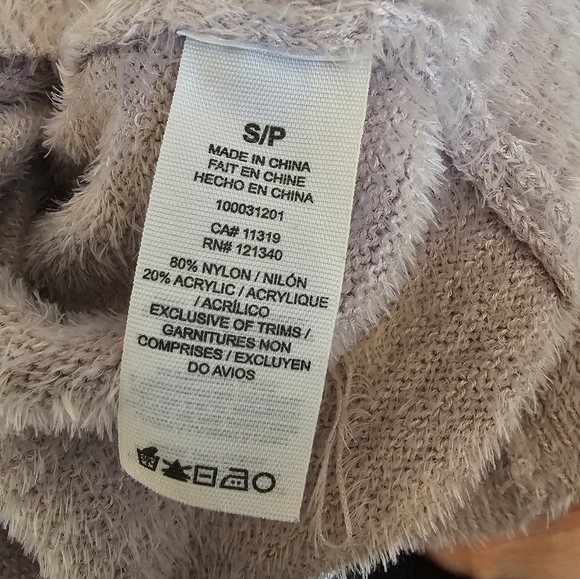 S/P
MADE IN CHINA
FAIT EN CHINE
HECHO EN CHINA
100031201
CA# 11319
RN# 121340
80% NYLON / NILÓN
20% ACRYLIC / ACRYLIQUE
/ ACRÍLICO
EXCLUSIVE OF TRIMS /
GARNITURES NON
COMPRISES / EXCLUYEN
DO AVIOS